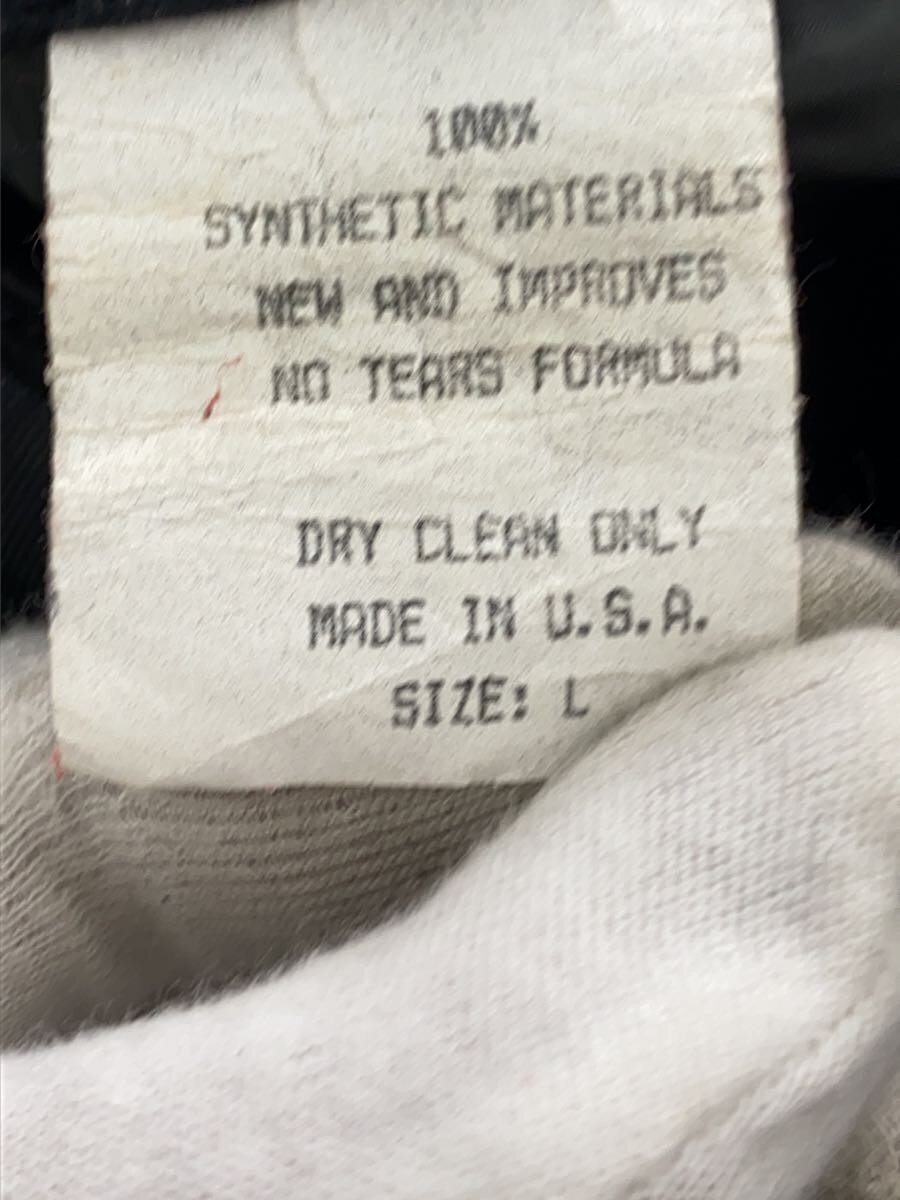 100%
SYNTHETIC MATERIALS
NEW AND IMPROVES
NO TEARS FORMULA
DRY CLEAN ONLY
MADE IN U.S.A.
SIZE: L